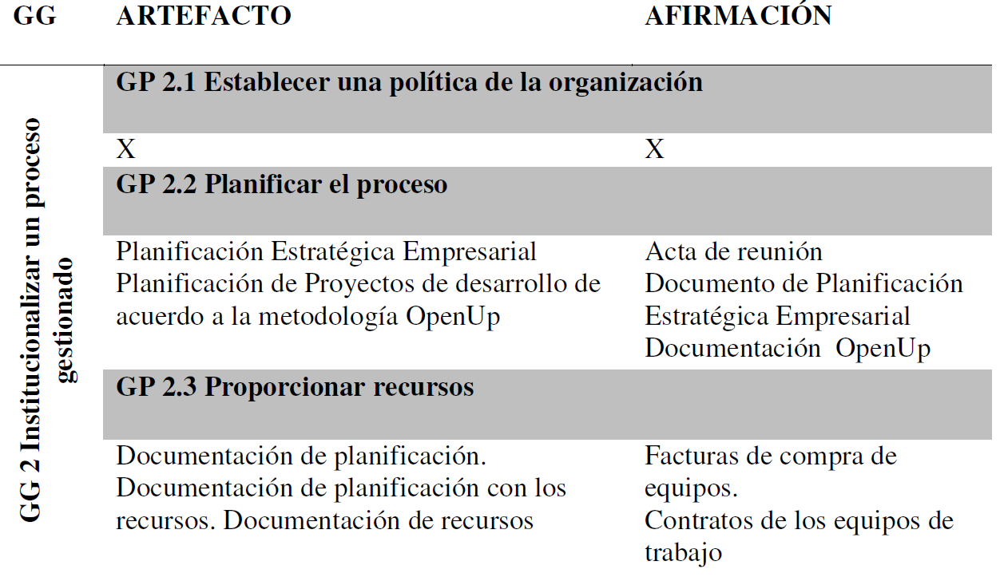 GG ARTEFACTO AFIRMACIÓN
GG 2 Institucionalizar un proceso
gestionado
GP 2.1 Establecer una política de la organización
X X
GP 2.2 Planificar el proceso
Planificación Estratégica Empresarial
Planificación de Proyectos de desarrollo de
acuerdo a la metodología OpenUp
Acta de reunión
Documento de Planificación
Estratégica Empresarial
Documentación OpenUp
GP 2.3 Proporcionar recursos
Documentación de planificación.
Documentación de planificación con los
recursos. Documentación de recursos
Facturas de compra de
equipos.
Contratos de los equipos de
trabajo